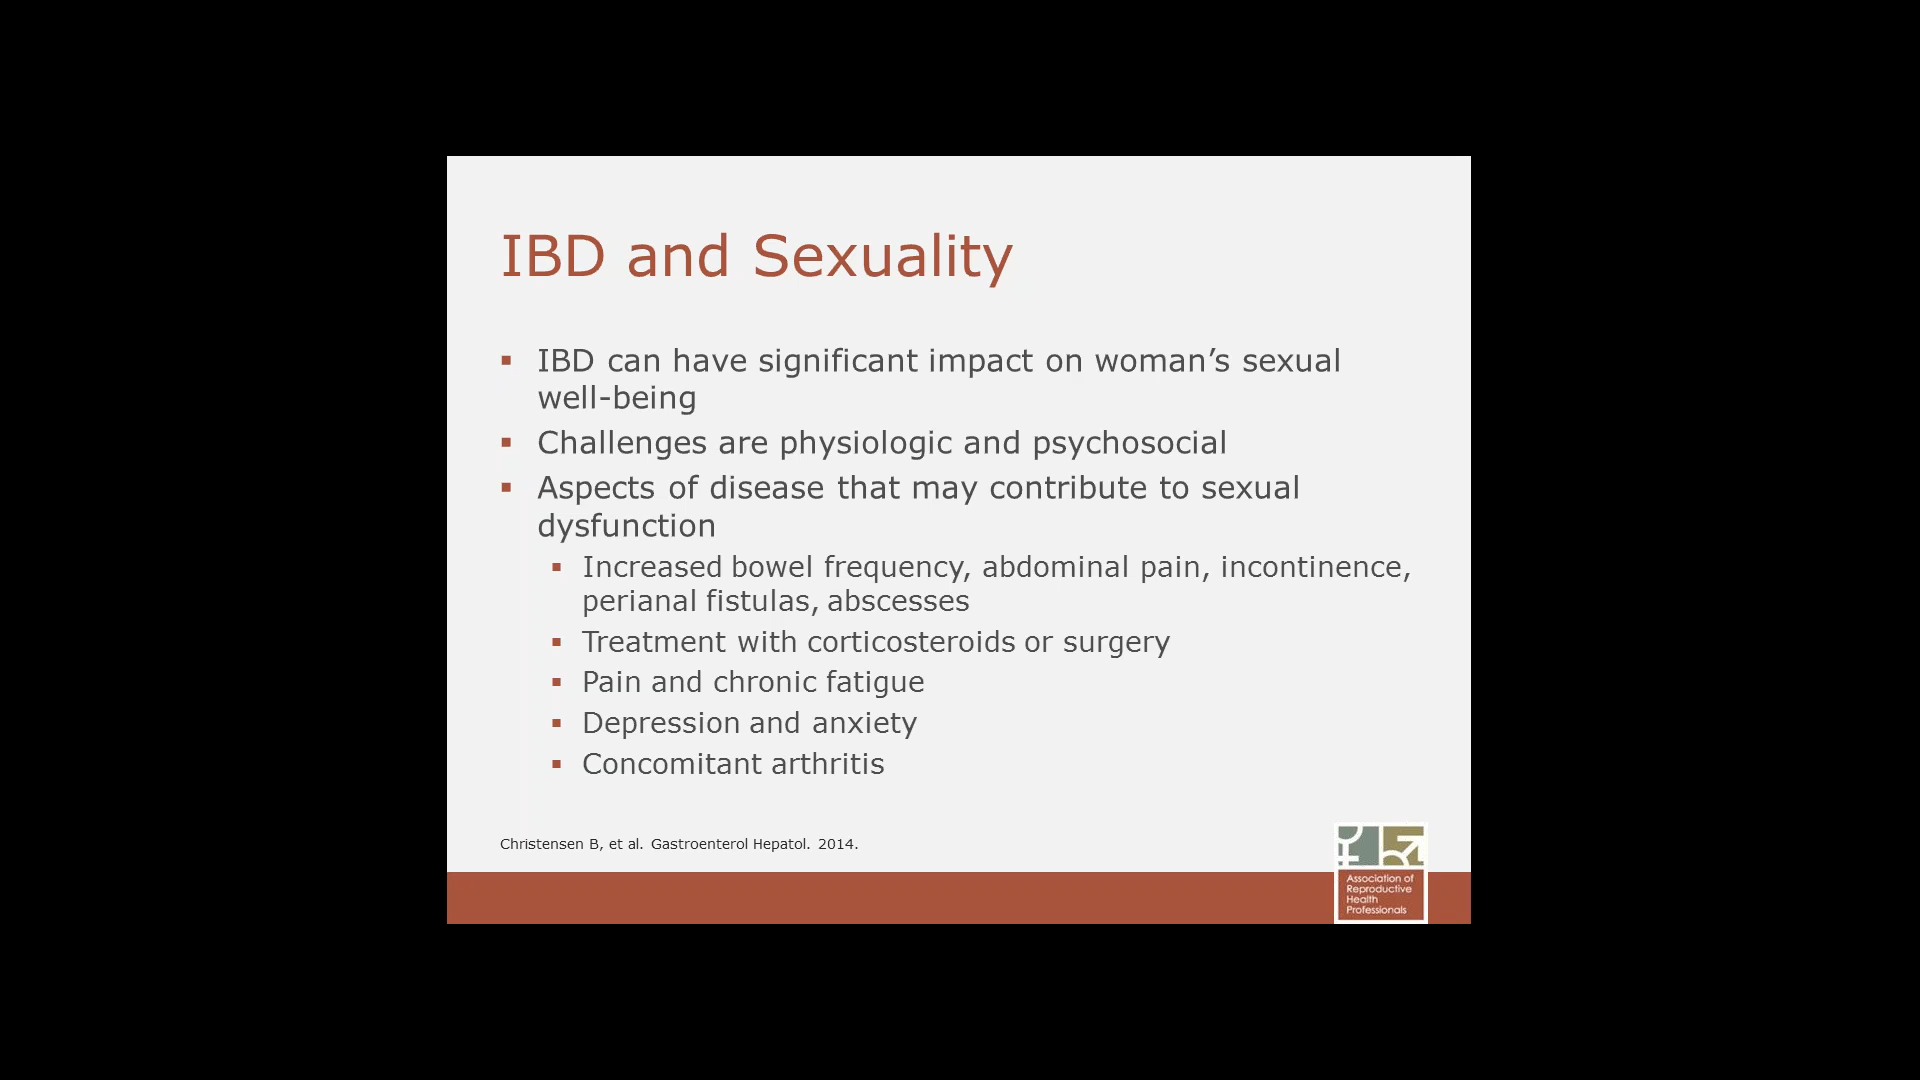 IBD and Sexuality
▪ IBD can have significant impact on woman’s sexual
well-being
▪ Challenges are physiologic and psychosocial
▪ Aspects of disease that may contribute to sexual
dysfunction
▪ Increased bowel frequency, abdominal pain, incontinence,
perianal fistulas, abscesses
▪ Treatment with corticosteroids or surgery
▪ Pain and chronic fatigue
▪ Depression and anxiety
▪ Concomitant arthritis
Christensen B, et al. Gastroenterol Hepatol. 2014.
Association of
Reproductive
Health
Professionals